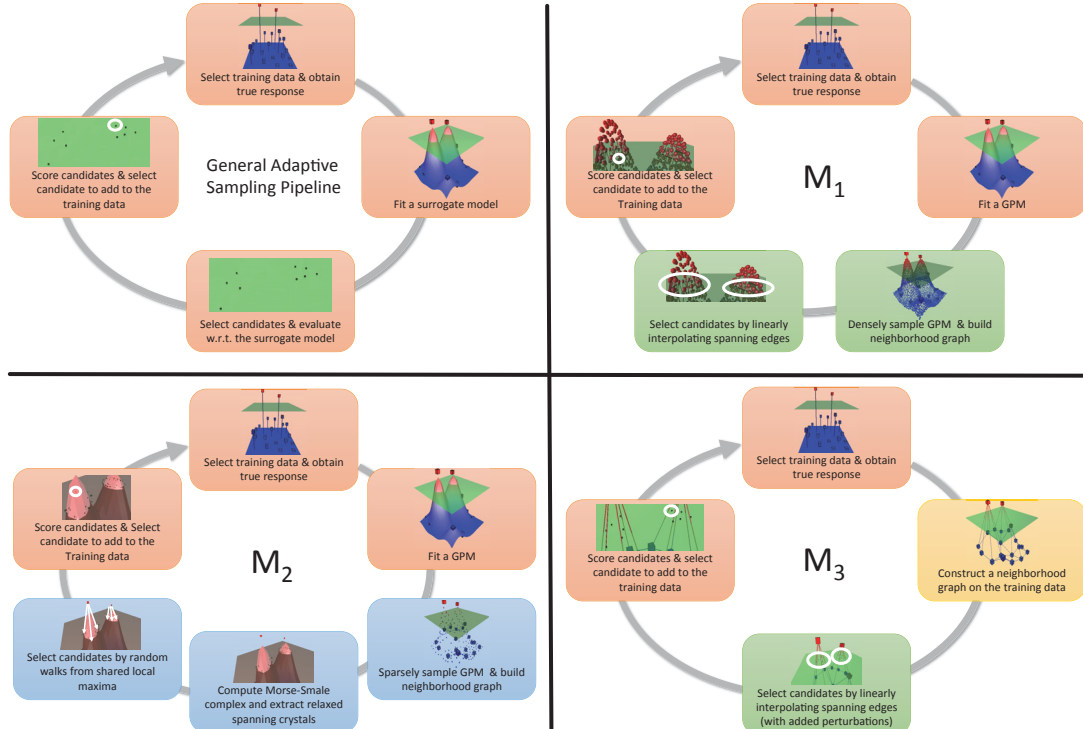 Select training data & obtain
true response
Score candidates & select
candidate to add to the
training data
General Adaptive
Sampling Pipeline
Fit a surrogate model
Select candidates & evaluate
w.r.t. the surrogate model
Select training data & obtain
true response
Score candidates & select
candidate to add to the
Training data
M1
Fit a GPM
Select candidates by linearly
interpolating spanning edges
Densely sample GPM & build
neighborhood graph
Select training data & obtain
true response
Score candidates & Select
candidate to add to the
Training data
M2
Fit a GPM
Select candidates by random
walks from shared local
maxima
Compute Morse-Smale
complex and extract relaxed
spanning crystals
Sparsely sample GPM & build
neighborhood graph
Select training data & obtain
true response
Score candidates & select
candidate to add to the
training data
M3
Construct a neighborhood
graph on the training data
Select candidates by linearly
interpolating spanning edges
(with added perturbations)